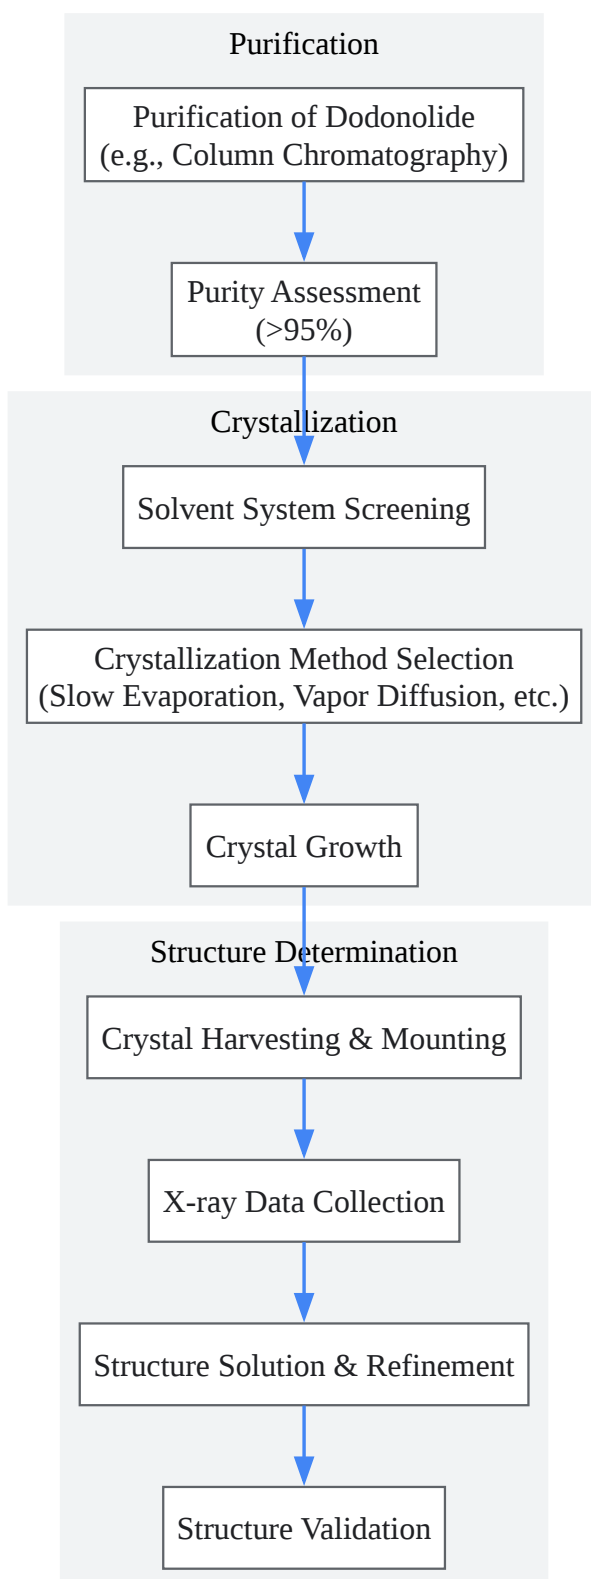 Purification
Purification of Dodonolide
(e.g., Column Chromatography)
Purity Assessment
(>95%)
Crystallization
Solvent System Screening
Crystallization Method Selection
(Slow Evaporation, Vapor Diffusion, etc.)
Crystal Growth
Structure Determination
Crystal Harvesting & Mounting
X-ray Data Collection
Structure Solution & Refinement
Structure Validation